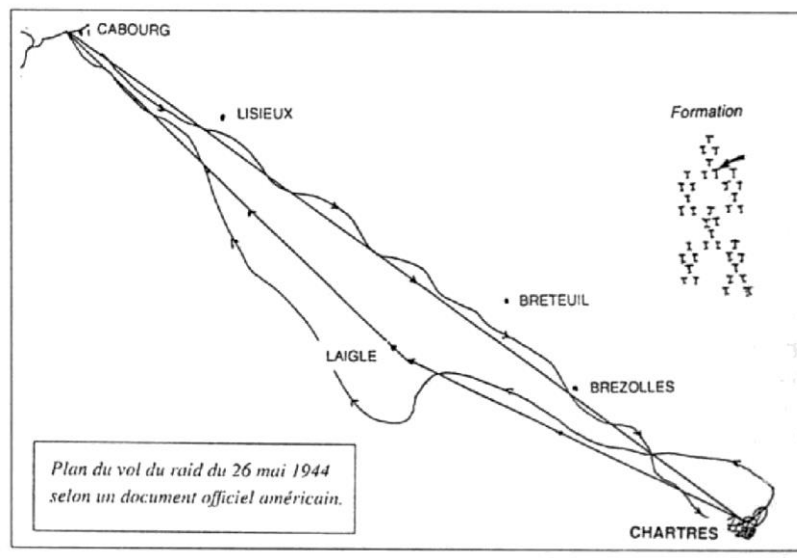 CABOURG
LISIEUX
Formation
BRETEUIL
LAIGLE
BREZOLLES
Plan du vol du raid du 26 mai 1944
selon un document officiel américain.
CHARTRES